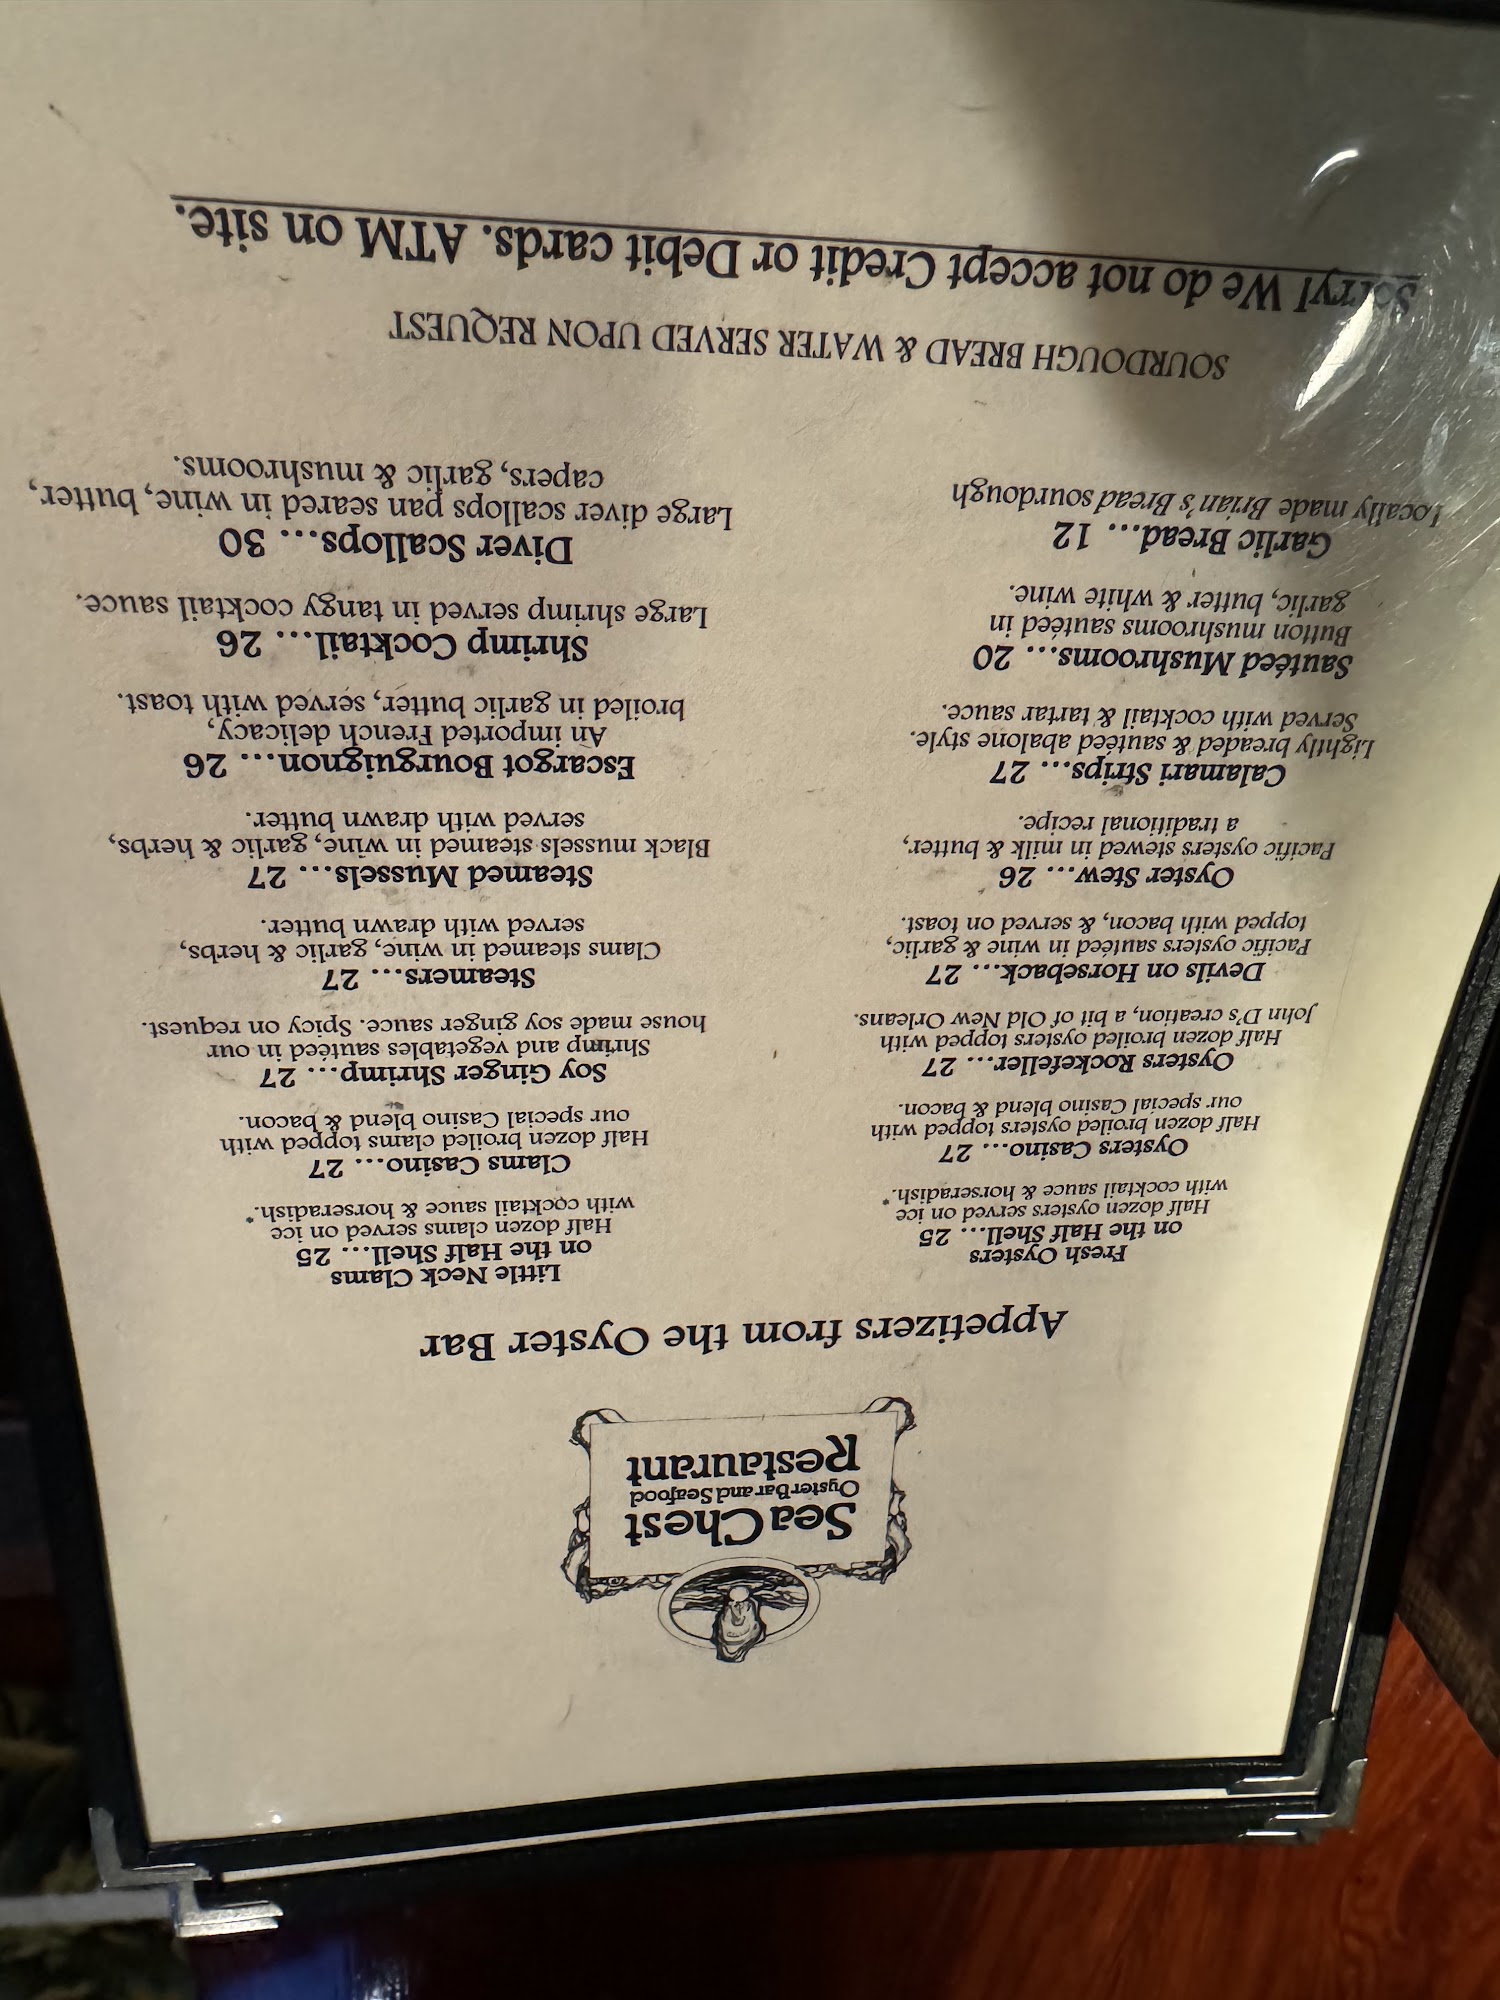 SeaChest
Oyster Bar and Seafood
Restaurant
Appetizers from the Oyster Bar
Fresh Oysters
on the Half Shell... 25
Half dozen oysters served on ice
with cocktail sauce & horseradish.*
Oysters Casino... 27
Half dozen broiled oysters topped with
our special Casino blend & bacon.
Oysters Rockefeller... 27
Half dozen broiled oysters topped with
John D's creation, a bit of Old New Orleans.
Devils on Horseback... 27
Pacific oysters sautéed in wine & garlic,
topped with bacon, & served on toast.
Oyster Stew... 26
Pacific oysters stewed in milk & butter,
a traditional recipe.
Calamari Strips... 27
Lightly breaded & sautéed abalone style.
Served with cocktail & tartar sauce.
Sautéed Mushrooms... 20
Button mushrooms sautéed in
garlic, butter & white wine.
Garlic Bread... 12
Locally made Brian's Bread sourdough
Little Neck Clams
on the Half Shell... 25
Half dozen clams served on ice
with cocktail sauce & horseradish.*
Clams Casino... 27
Half dozen broiled clams topped with
our special Casino blend & bacon.
Soy Ginger Shrimp... 27
Shrimp and vegetables sautéed in our
house made soy ginger sauce. Spicy on request.
Steamers... 27
Clams steamed in wine, garlic & herbs,
served with drawn butter.
Steamed Mussels... 27
Black mussels steamed in wine, garlic & herbs,
served with drawn butter.
Escargot Bourguignon... 26
An imported French delicacy,
broiled in garlic butter, served with toast.
Shrimp Cocktail... 26
Large shrimp served in tangy cocktail sauce.
Diver Scallops... 30
Large diver scallops pan seared in wine, butter,
capers, garlic & mushrooms.
SOURDOUGH BREAD & WATER SERVED UPON REQUEST
Sorry! We do not accept Credit or Debit cards. ATM on site.